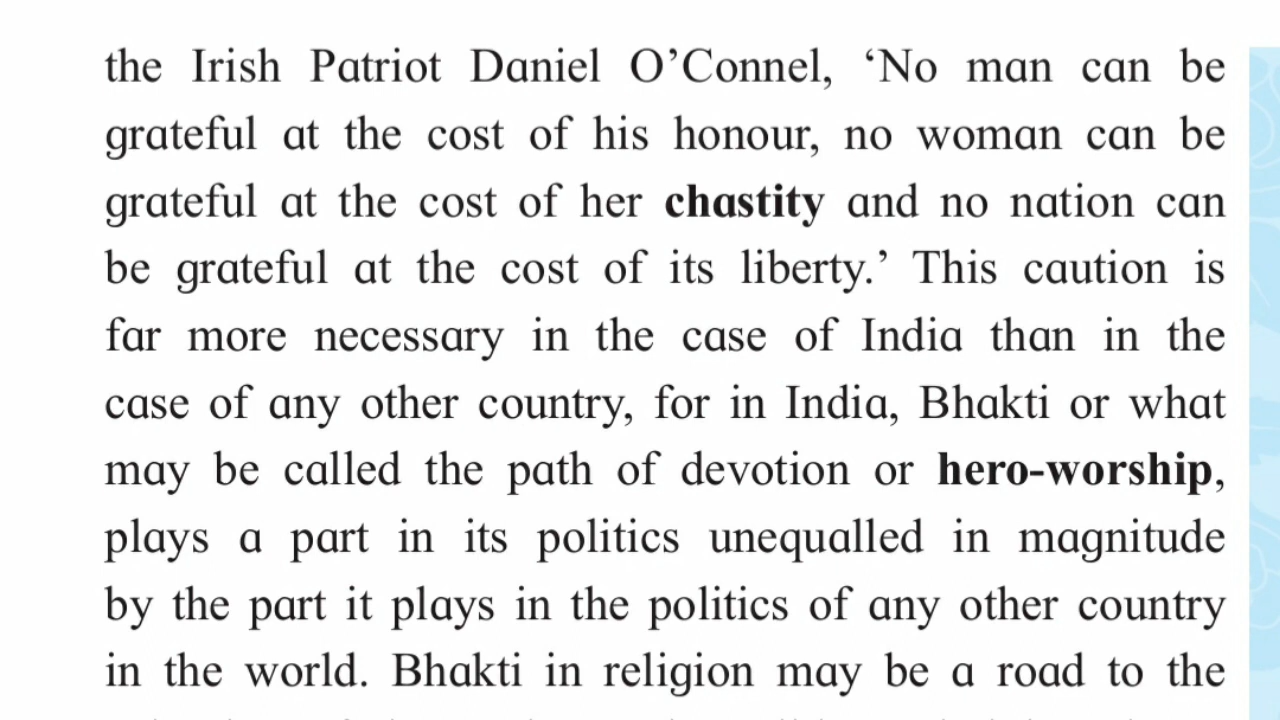 the Irish Patriot Daniel O’Connel, ‘No man can be
grateful at the cost of his honour, no woman can be
grateful at the cost of her chastity and no nation can
be grateful at the cost of its liberty.’ This caution is
far more necessary in the case of India than in the
case of any other country, for in India, Bhakti or what
may be called the path of devotion or hero-worship,
plays a part in its politics unequalled in magnitude
by the part it plays in the politics of any other country
in the world. Bhakti in religion may be a road to the